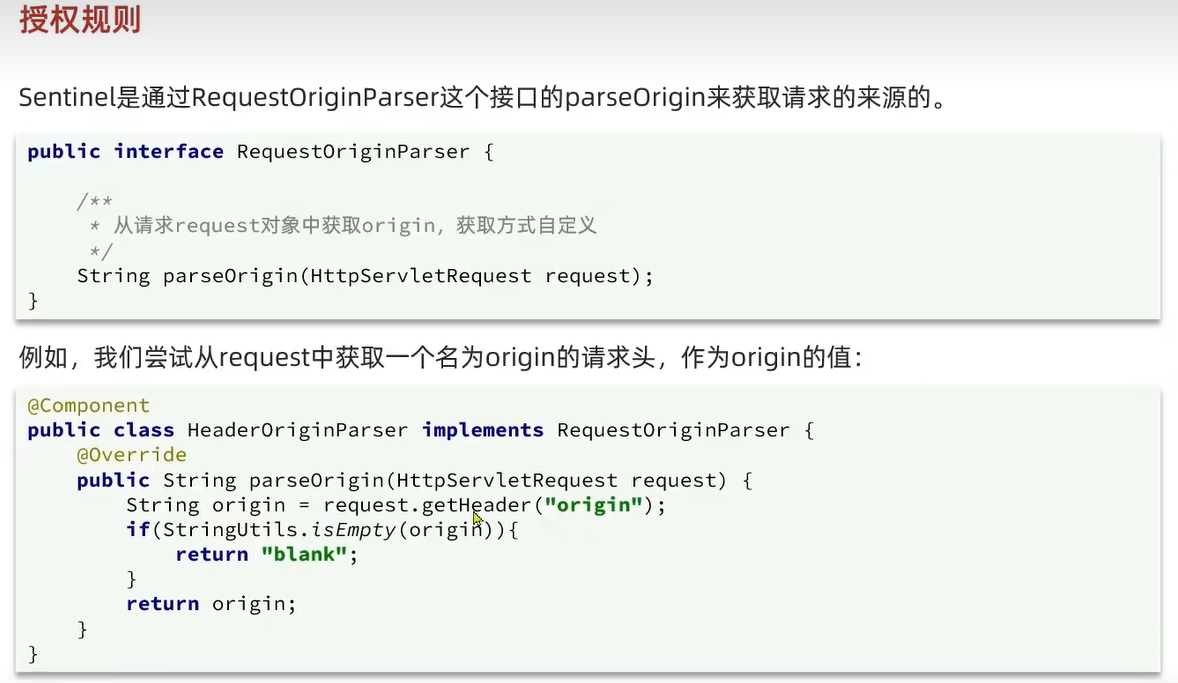 授权规则
Sentinel是通过RequestOriginParser这个接口的parseOrigin来获取请求的来源的。
public interface RequestOriginParser {
/**
* 从请求request对象中获取origin，获取方式自定义
*/
String parseOrigin(HttpServletRequest request);
}
例如，我们尝试从request中获取一个名为origin的请求头，作为origin的值：
@Component
public class HeaderOriginParser implements RequestOriginParser {
@Override
public String parseOrigin(HttpServletRequest request) {
String origin = request.getHeader("origin");
if(StringUtils.isEmpty(origin)){
return "blank";
}
return origin;
}
}